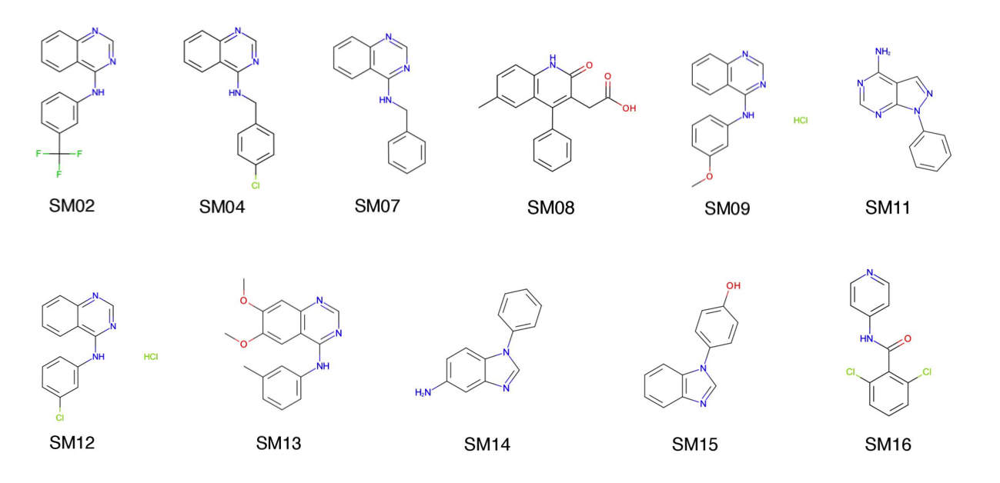 N N NH F F F
N N HN Cl
N N HN
H N O O OH
N N NH O HCl
NH₂ N N N N
SM02 SM04 SM07 SM08 SM09 SM11
N N NH Cl HCl
O O N N NH
N N H₂N
OH N N
N HN O Cl Cl
SM12 SM13 SM14 SM15 SM16